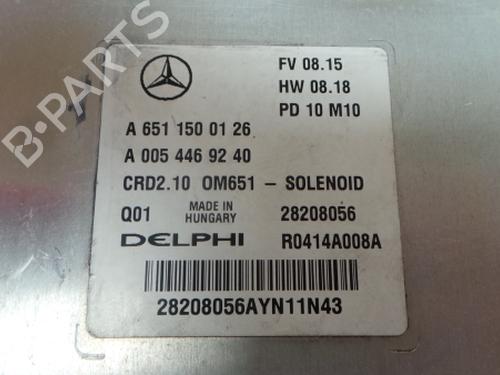 FV 08.15
HW 08.18
PD 10 M10
A 651 150 01 26
A 005 446 92 40
CRD2.10 OM651 - SOLENOID
Q01 MADE IN HUNGARY 28208056
DELPHI R0414A008A
28208056AYN11N43